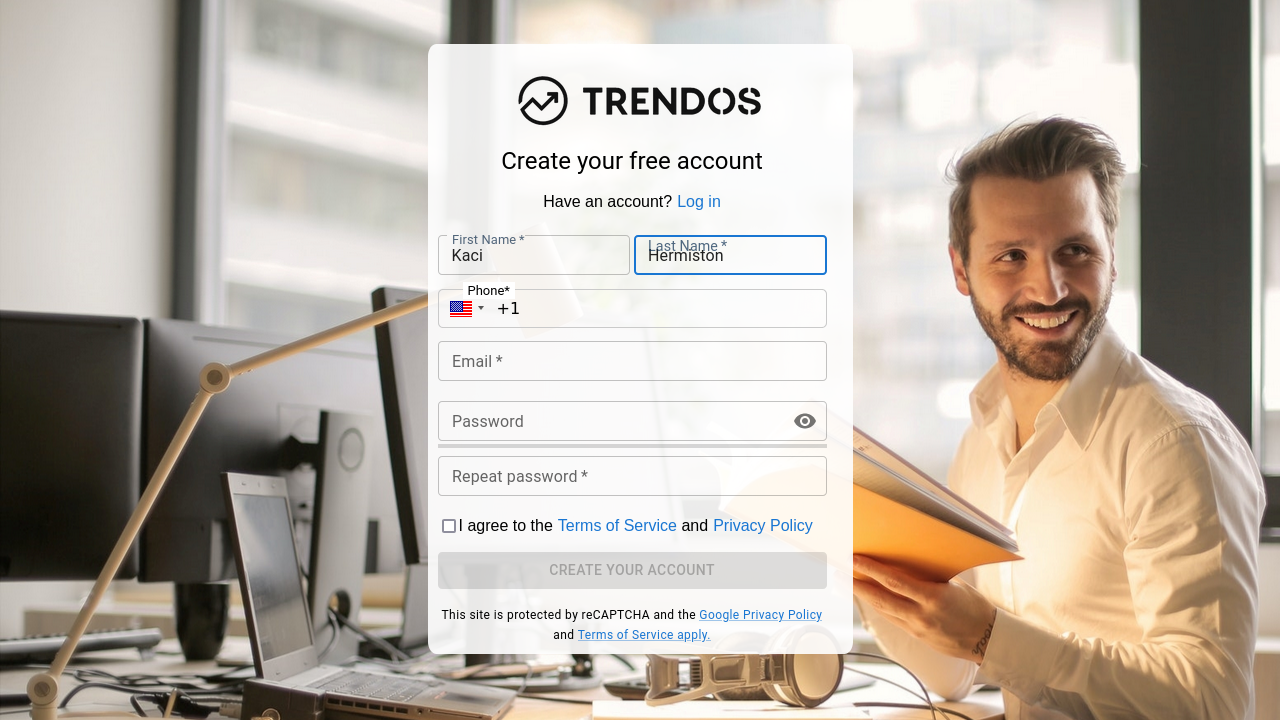 TRENDOS
Create your free account
Have an account? Log in
First Name *
Kaci
Last Name *
Hermiston
Phone*
+1
Email *
Password
Repeat password *
I agree to the Terms of Service and Privacy Policy
CREATE YOUR ACCOUNT
This site is protected by reCAPTCHA and the Google Privacy Policy
and Terms of Service apply.